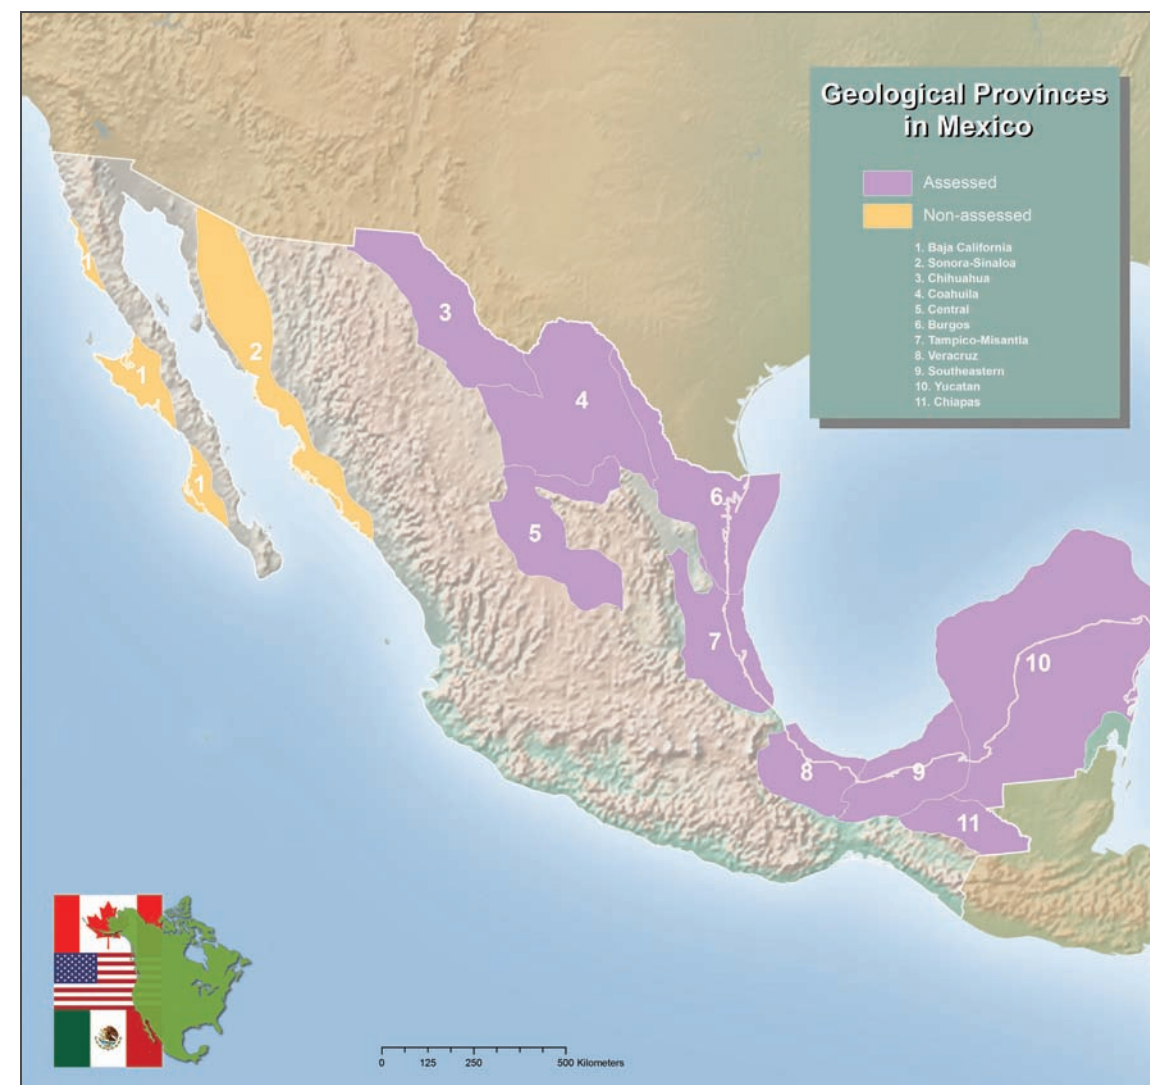 Geological Provinces
in Mexico
Assessed
Non-assessed
1. Baja California
2. Sonora-Sinaloa
3. Chihuahua
4. Coahuila
5. Central
6. Burgos
7. Tampico-Misantla
8. Veracruz
9. Southeastern
10. Yucatan
11. Chiapas
1
3
2
1
4
1
6
5
7
10
8
9
11
0 125 250 500 Kilometers